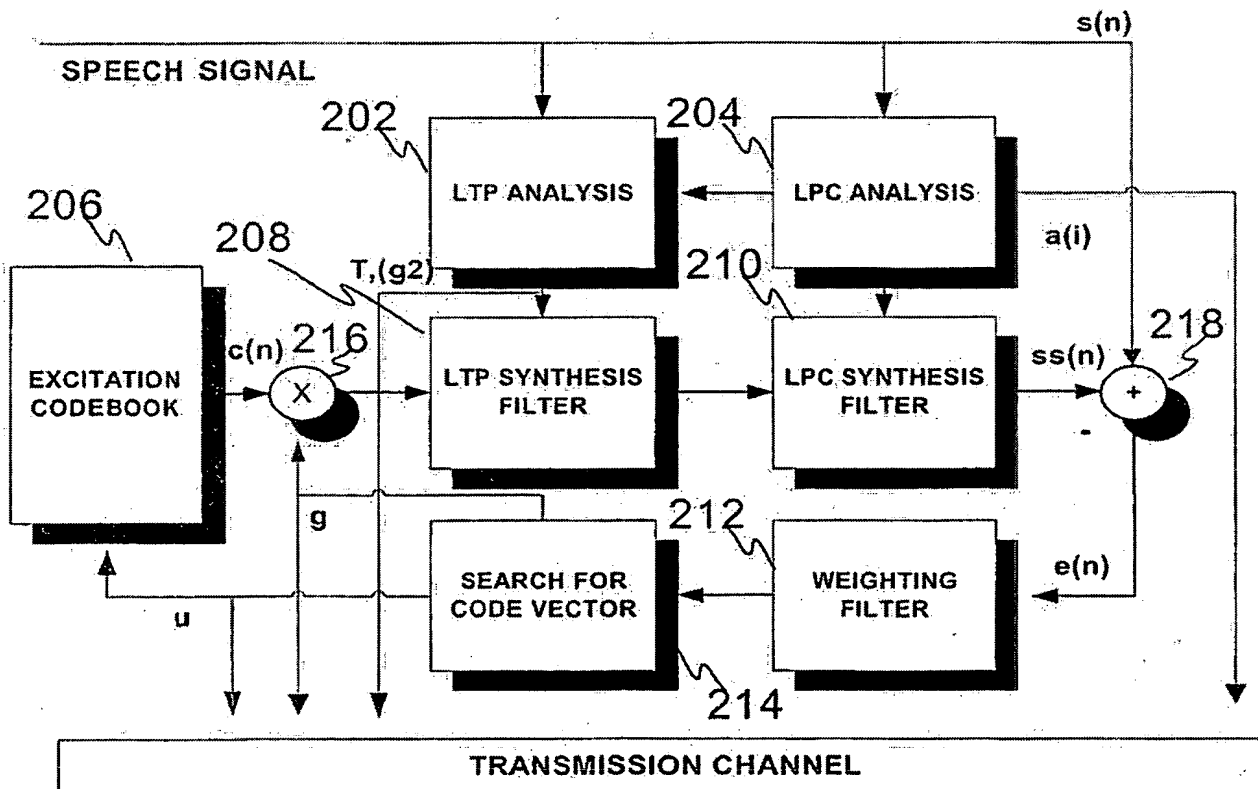 s(n)
SPEECH SIGNAL
202
204
LTP ANALYSIS
LPC ANALYSIS
206
208
T,(g2)
210
a(i)
218
c(n)
216
ss(n)
EXCITATION
CODEBOOK
X
LTP SYNTHESIS
FILTER
LPC SYNTHESIS
FILTER
+
-
g
212
SEARCH FOR
CODE VECTOR
WEIGHTING
FILTER
e(n)
u
214
TRANSMISSION CHANNEL